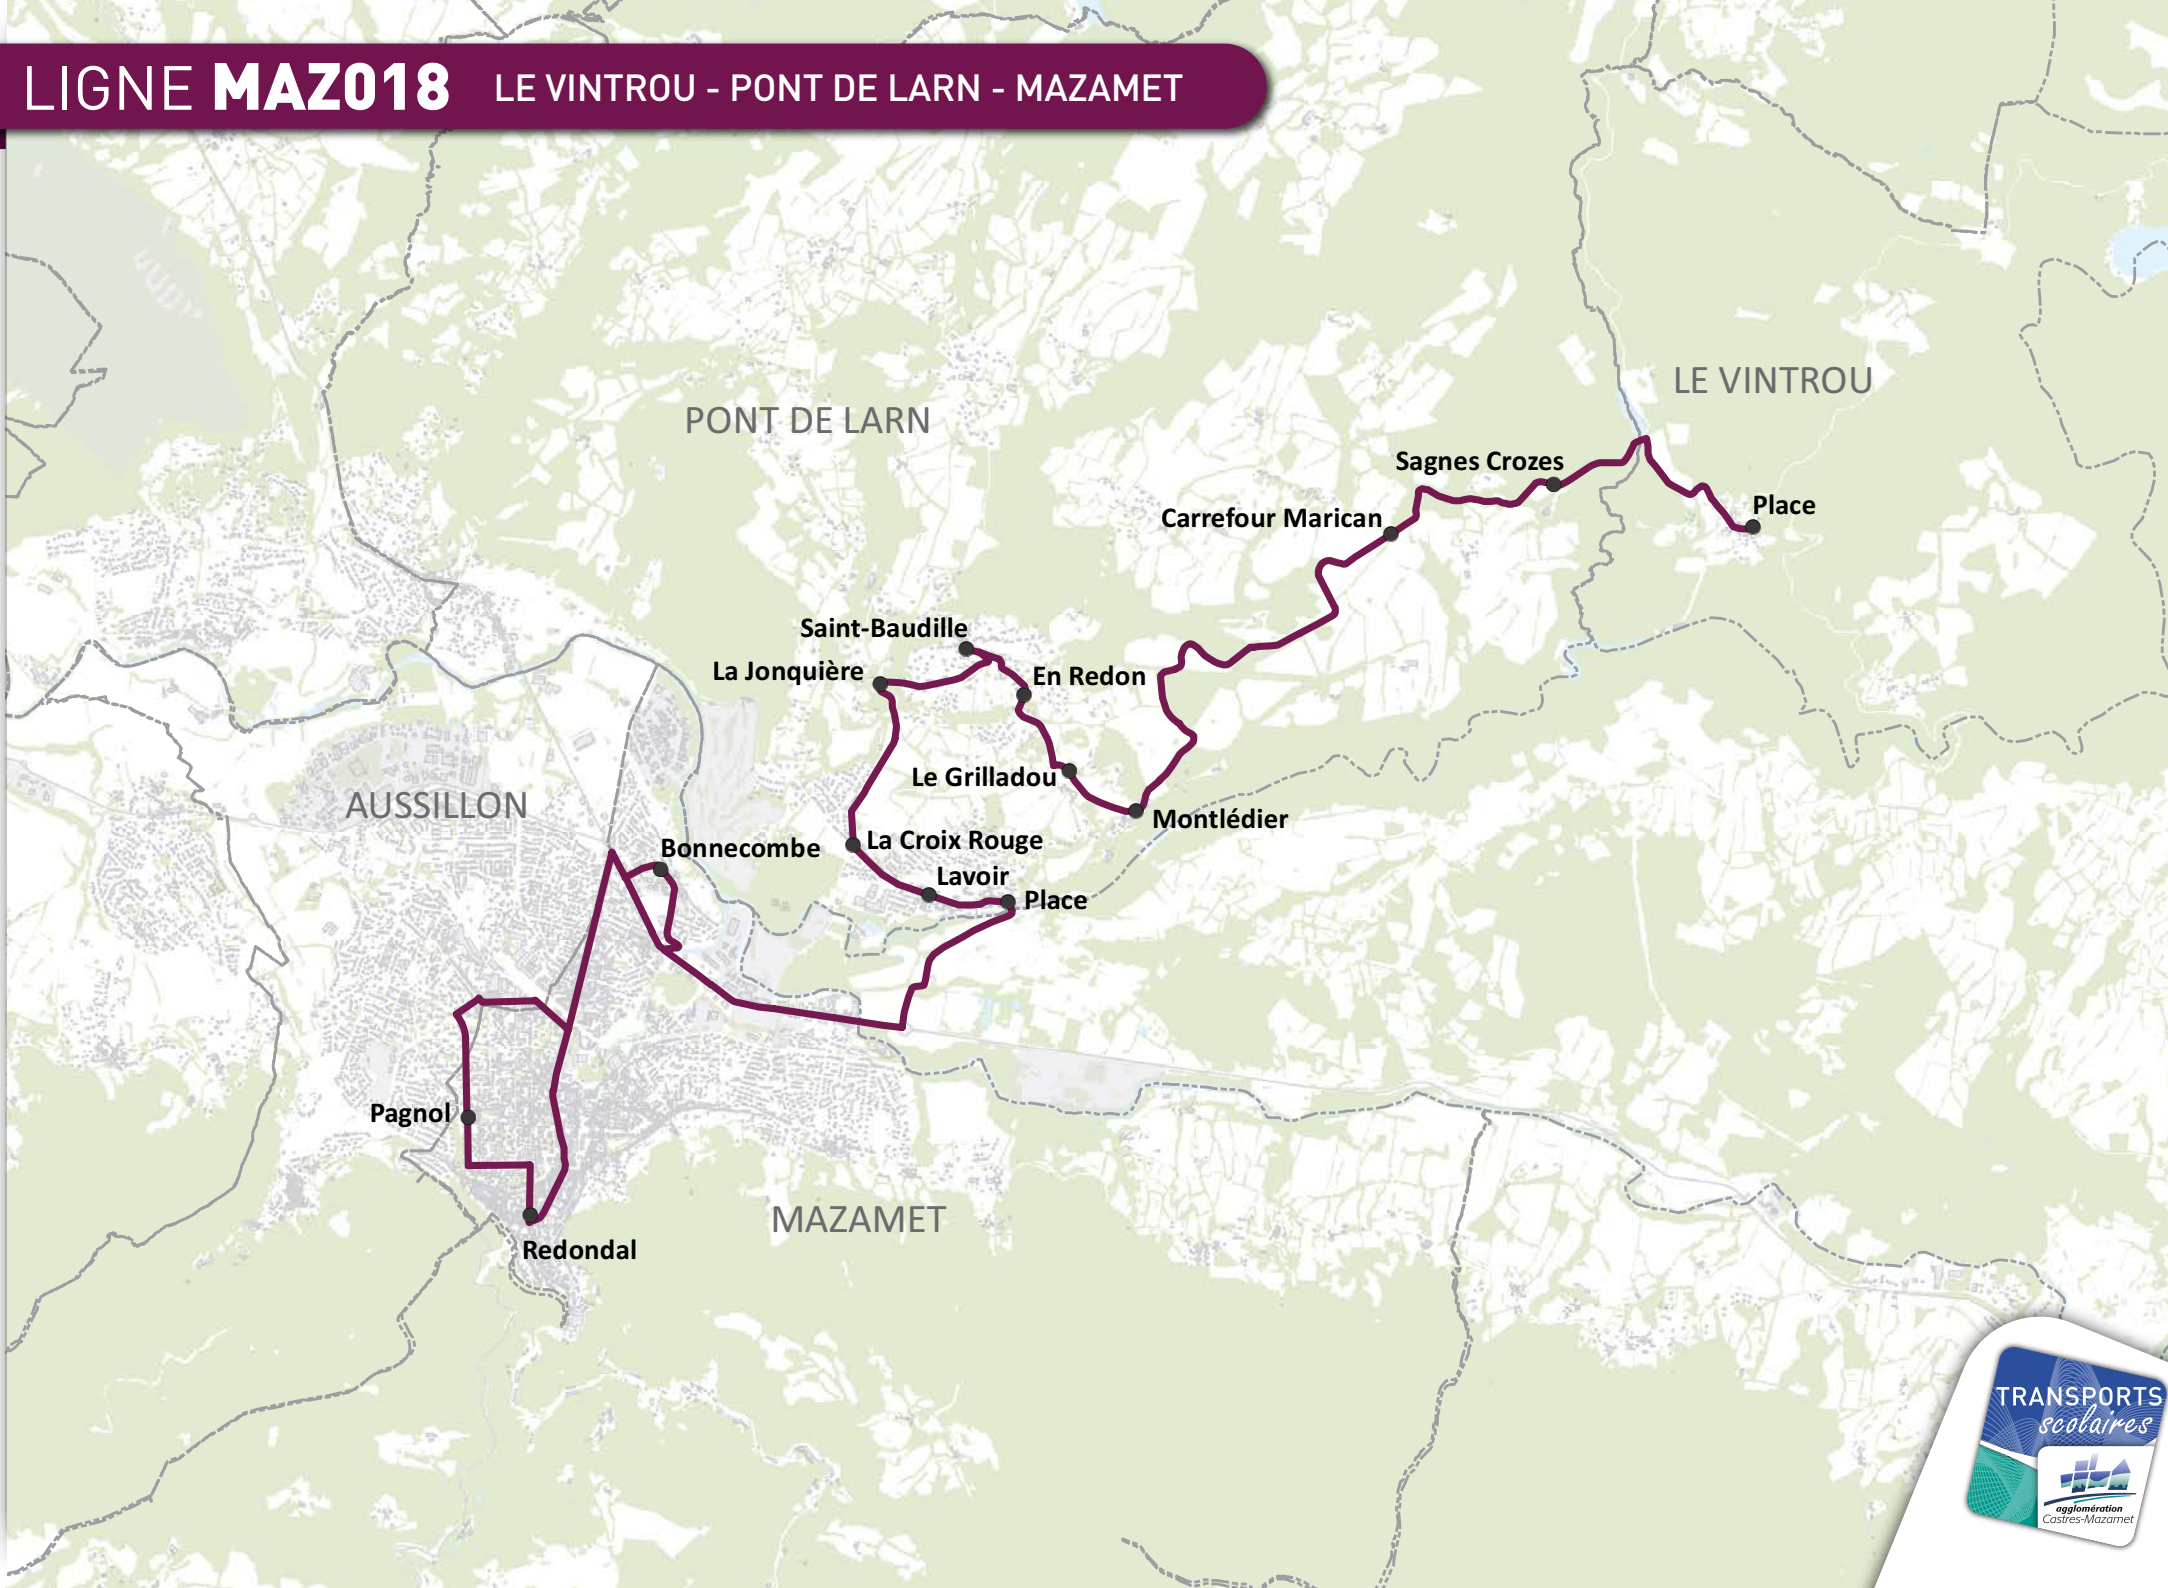 LIGNE MAZ018 LE VINTROU - PONT DE LARN - MAZAMET
LE VINTROU
PONT DE LARN
Sagnes Crozes
Place
Carrefour Marican
Saint-Baudille
La Jonquière
En Redon
Le Grilladou
AUSSILLON
Montlédier
Bonnecombe
La Croix Rouge
Lavoir
Place
Pagnol
MAZAMET
Redondal
TRANSPORTS
scolaires
agglomération
Castres-Mazamet